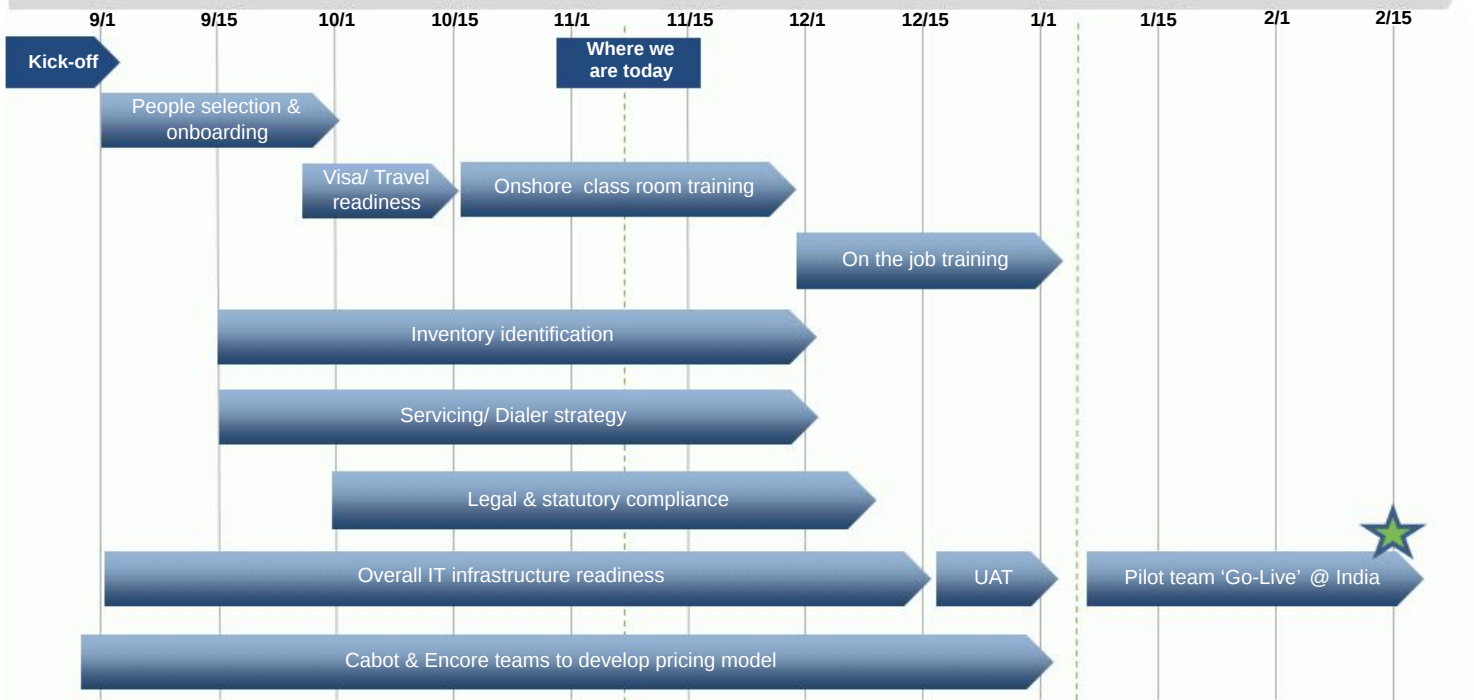 9/1 9/15 10/1 10/15 11/1 11/15 12/1 12/15 1/1 1/15 2/1 2/15
Kick-off
Where we
are today
People selection &
onboarding
Visa/ Travel
readiness
Onshore class room training
On the job training
Inventory identification
Servicing/ Dialer strategy
Legal & statutory compliance
Overall IT infrastructure readiness
UAT
Pilot team ‘Go-Live’ @ India
Cabot & Encore teams to develop pricing model